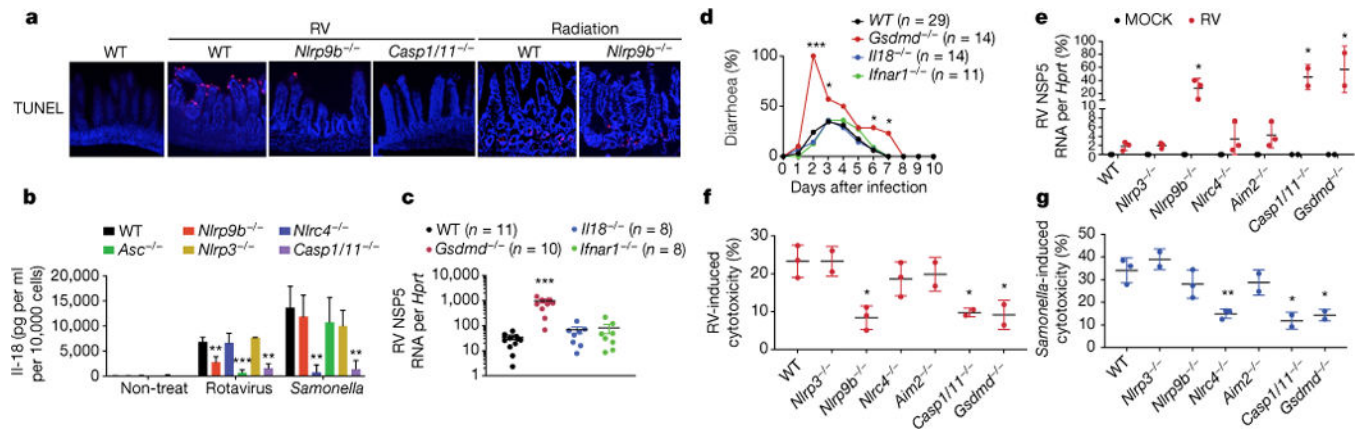 a
RV
Radiation
WT
WT
Nlrp9b−/−
Casp1/11−/−
WT
Nlrp9b−/−
TUNEL
b
WT
Nlrp9b−/−
Nlrc4−/−
Asc−/−
Nlrp3−/−
Casp1/11−/−
Il-18 (pg per ml
per 10,000 cells)
20,000
15,000
10,000
5,000
0
**
***
**
**
**
Non-treat
Rotavirus
Samonella
c
WT (n = 11)
Il18−/− (n = 8)
Gsdmd−/− (n = 10)
Ifnar1−/− (n = 8)
RV NSP5
RNA per Hprt
10,000
1,000
100
10
1
***
d
WT (n = 29)
Gsdmd−/− (n = 14)
Il18−/− (n = 14)
Ifnar1−/− (n = 11)
Diarrhoea (%)
100
50
0
***
*
*
*
0 1 2 3 4 5 6 7 8 9 10
Days after infection
e
MOCK
RV
RV NSP5
RNA per Hprt (%)
100
80
60
40
20
8
6
4
2
0
*
*
*
WT
Nlrp3−/−
Nlrp9b−/−
Nlrc4−/−
Aim2−/−
Casp1/11−/−
Gsdmd−/−
f
RV-induced
cytotoxicity (%)
40
30
20
10
0
*
*
*
WT
Nlrp3−/−
Nlrp9b−/−
Nlrc4−/−
Aim2−/−
Casp1/11−/−
Gsdmd−/−
g
Samonella-induced
cytotoxicity (%)
50
40
30
20
10
0
**
*
*
WT
Nlrp3−/−
Nlrp9b−/−
Nlrc4−/−
Aim2−/−
Casp1/11−/−
Gsdmd−/−